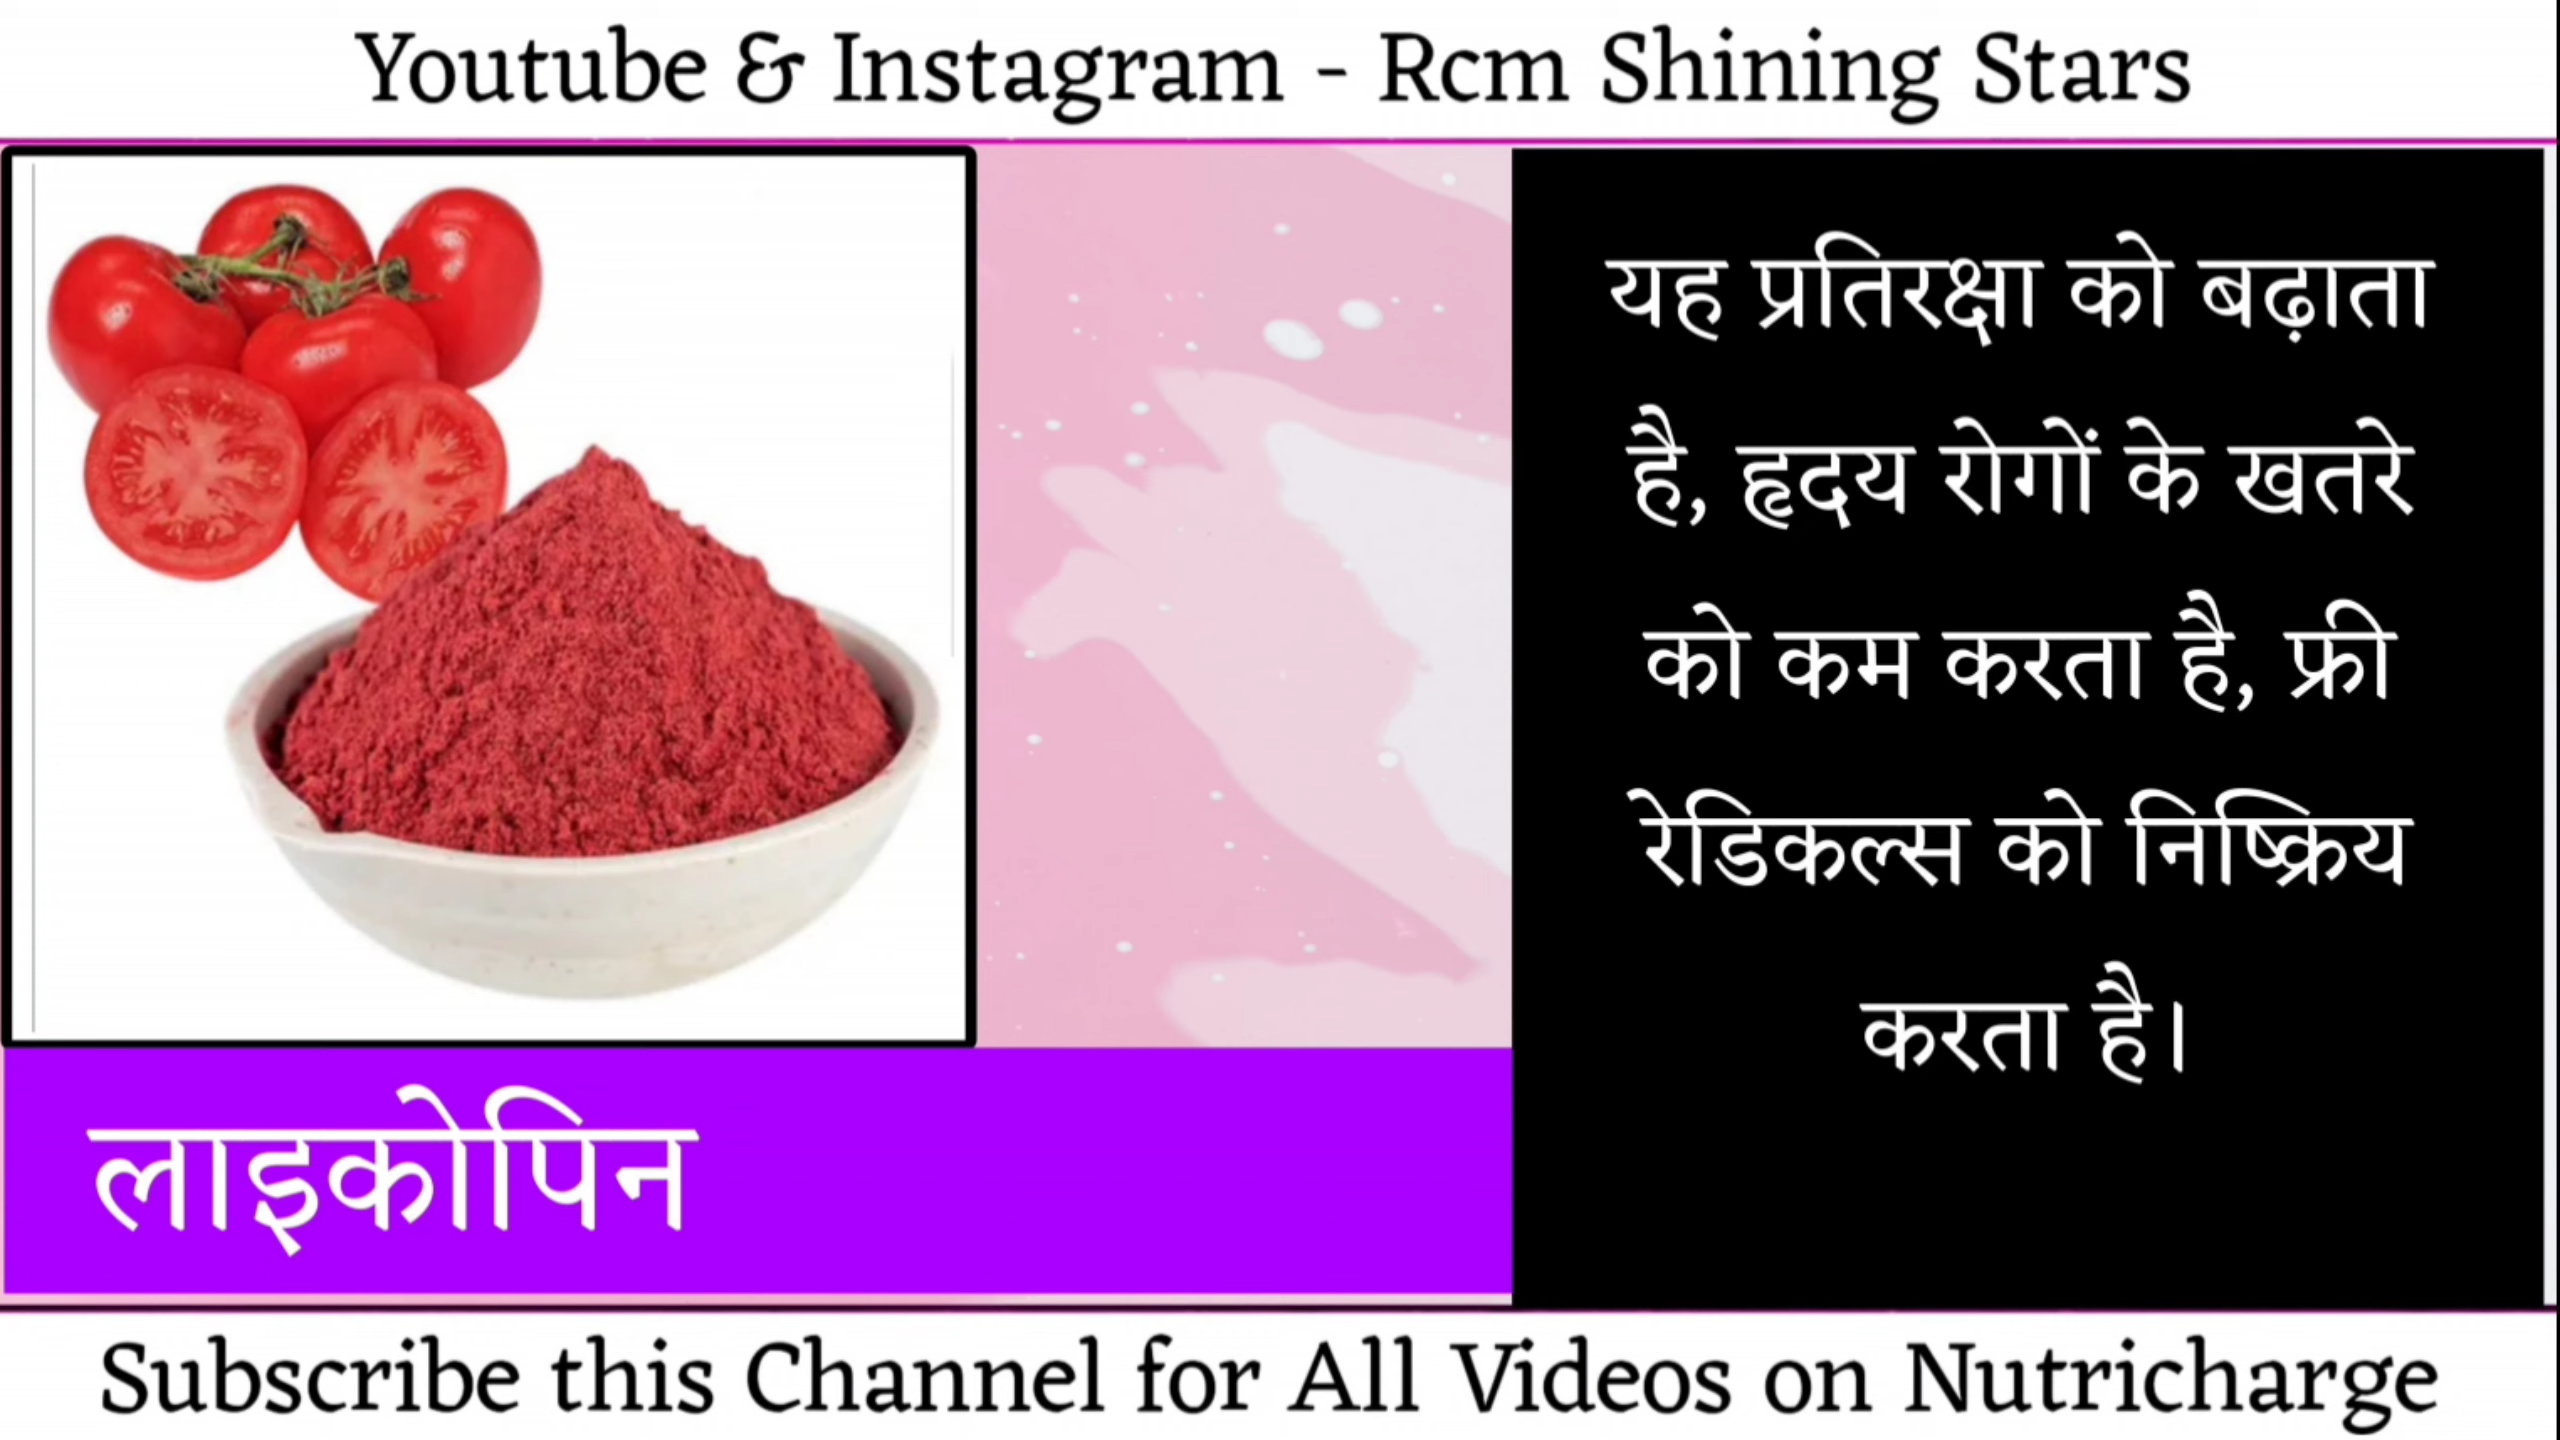 Youtube & Instagram - Rcm Shining Stars
यह प्रतिरक्षा को बढ़ाता
है, हृदय रोगों के खतरे
को कम करता है, फ्री
रेडिकल्स को निष्क्रिय
करता है।
लाइकोपिन
Subscribe this Channel for All Videos on Nutricharge